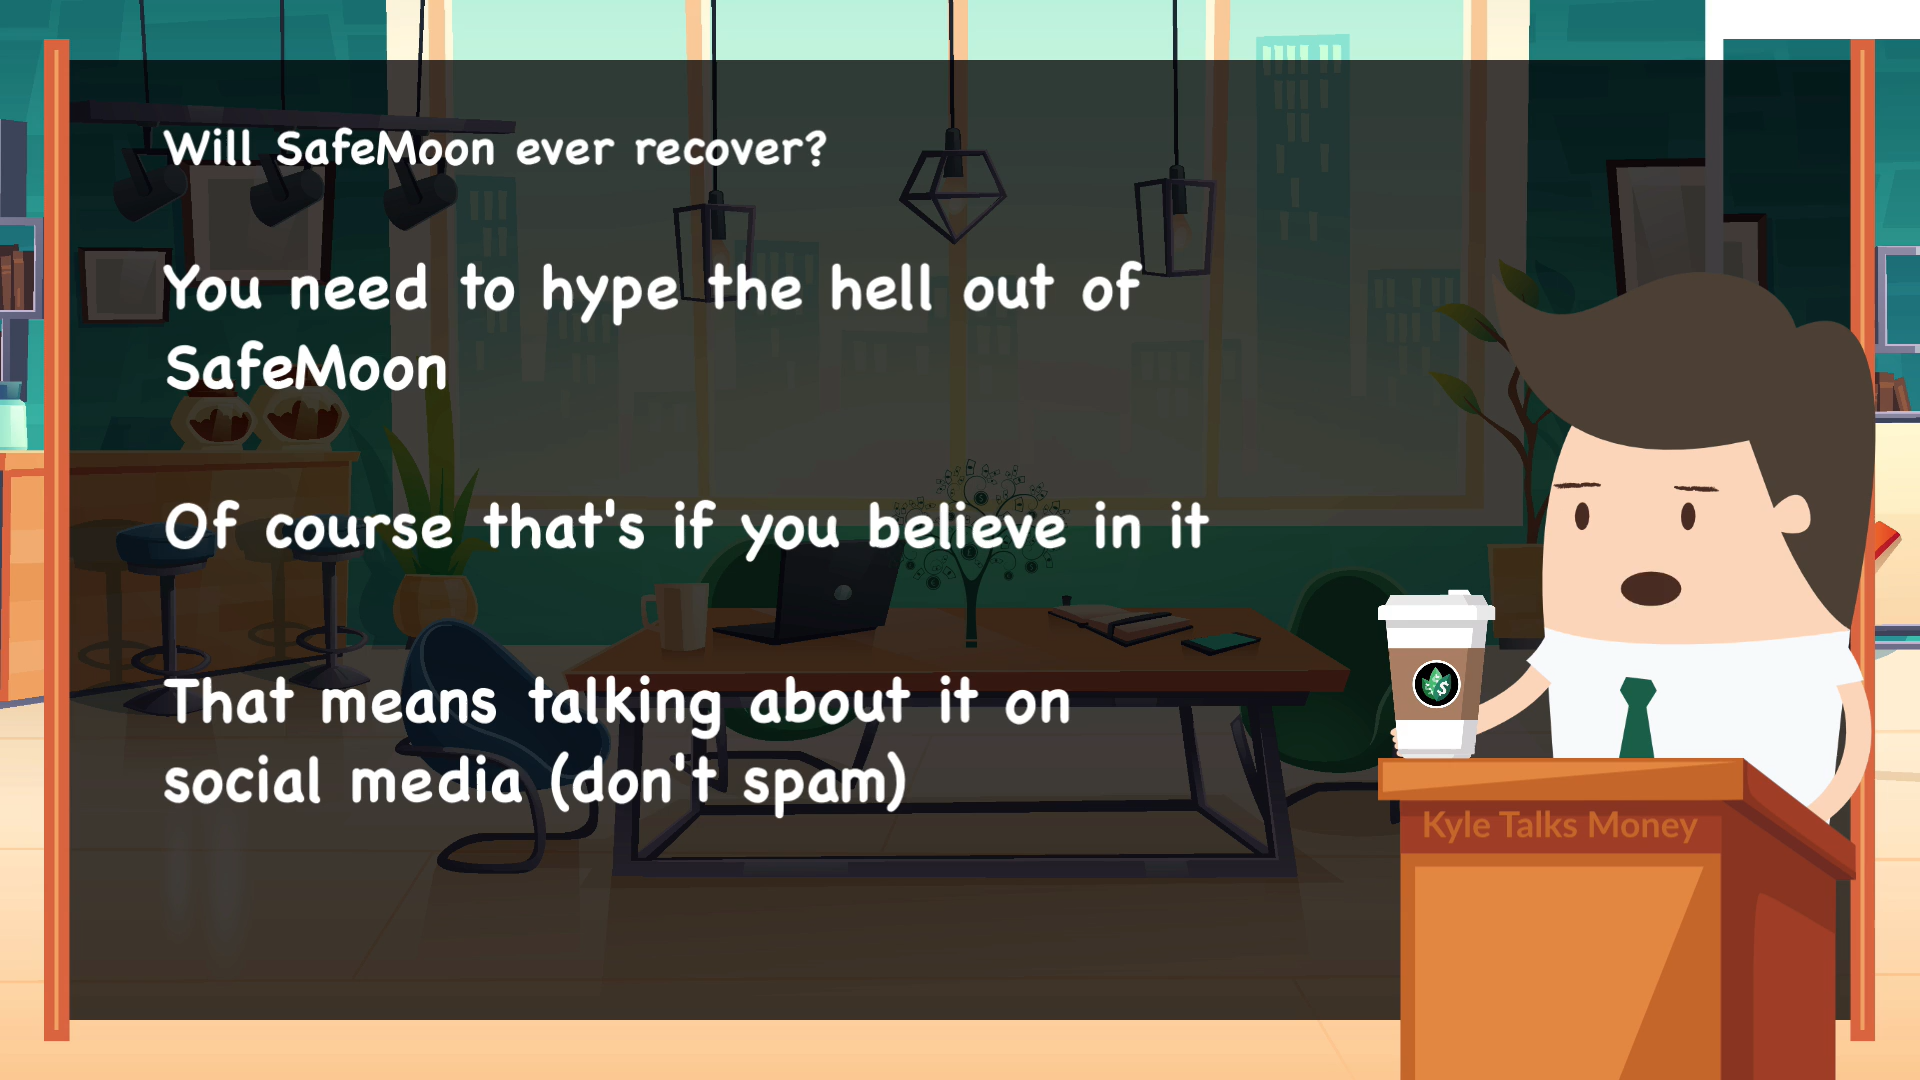 Will SafeMoon ever recover?
You need to hype the hell out of
SafeMoon
Of course that's if you believe in it
That means talking about it on
social media (don't spam)
Kyle Talks Money